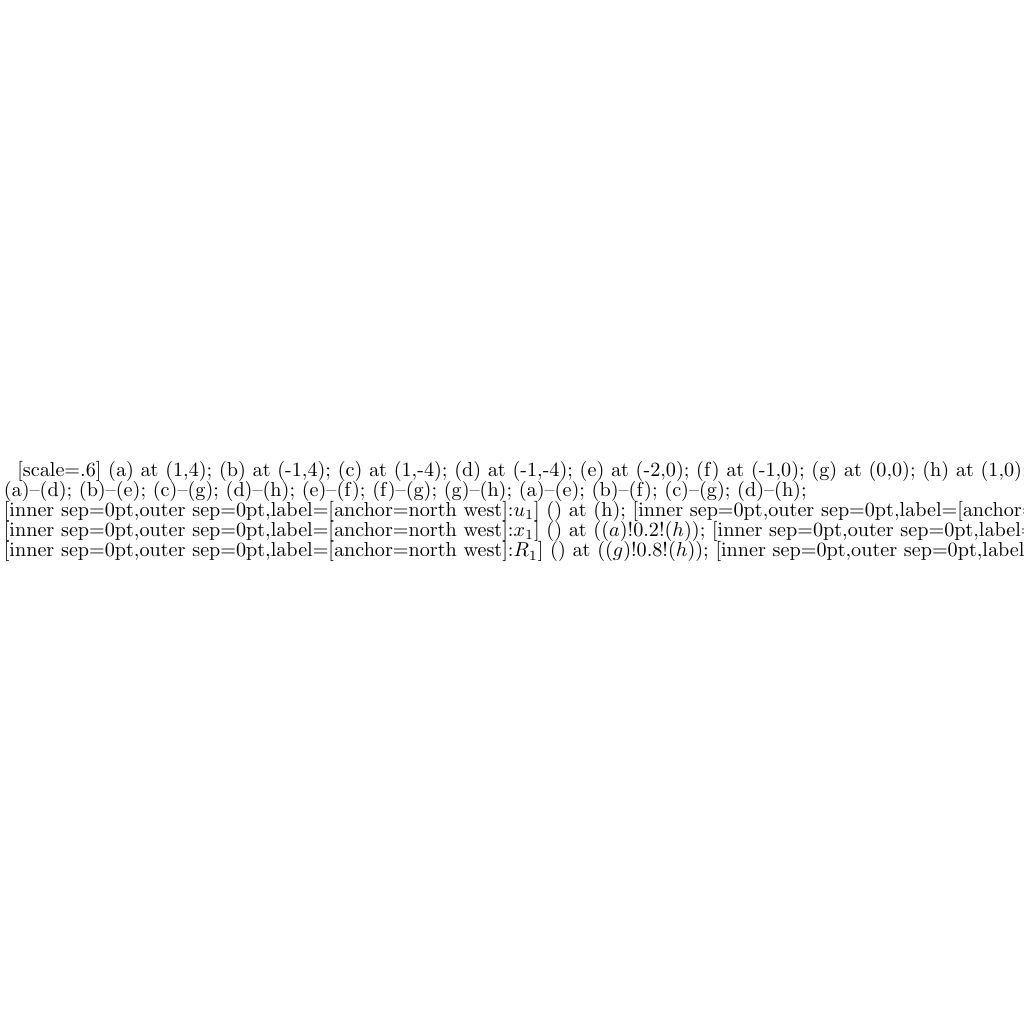 [scale=.6] (a) at (1,4); (b) at (-1,4); (c) at (1,-4); (d) at (-1,-4); (e) at (-2,0); (f) at (-1,0); (g) at (0,0); (h) at (1,0)
(a)–(d); (b)–(e); (c)–(g); (d)–(h); (e)–(f); (f)–(g); (g)–(h); (a)–(e); (b)–(f); (c)–(g); (d)–(h);
[inner sep=0pt,outer sep=0pt,label=[anchor=north west]:u₁] () at (h); [inner sep=0pt,outer sep=0pt,label=[anchor=
[inner sep=0pt,outer sep=0pt,label=[anchor=north west]:x₁] () at ((a)!0.2!(h)); [inner sep=0pt,outer sep=0pt,label=
[inner sep=0pt,outer sep=0pt,label=[anchor=north west]:R₁] () at ((g)!0.8!(h)); [inner sep=0pt,outer sep=0pt,label